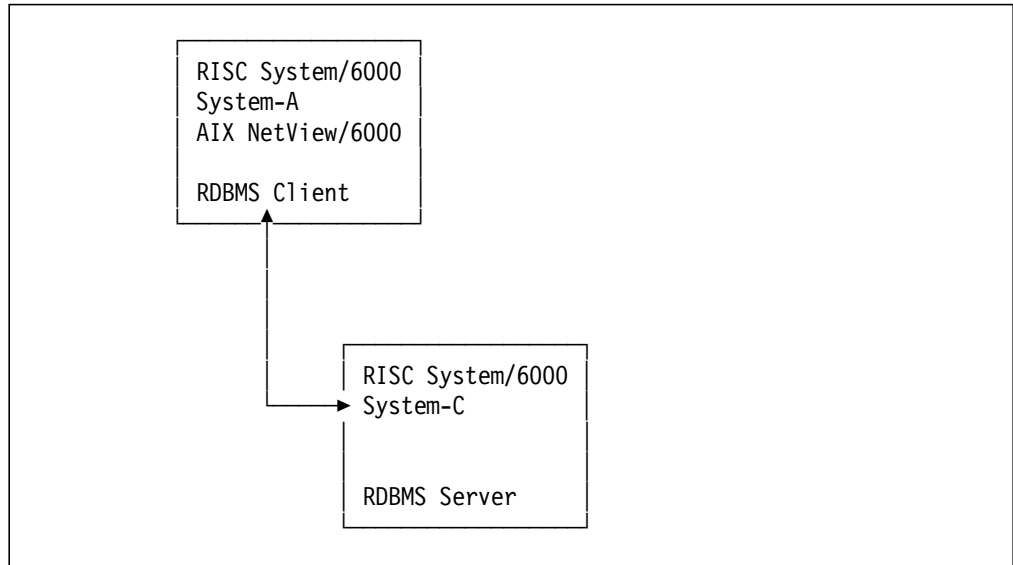 RISC System/6000
System-A
AIX NetView/6000
RDBMS Client
RISC System/6000
System-C
RDBMS Server